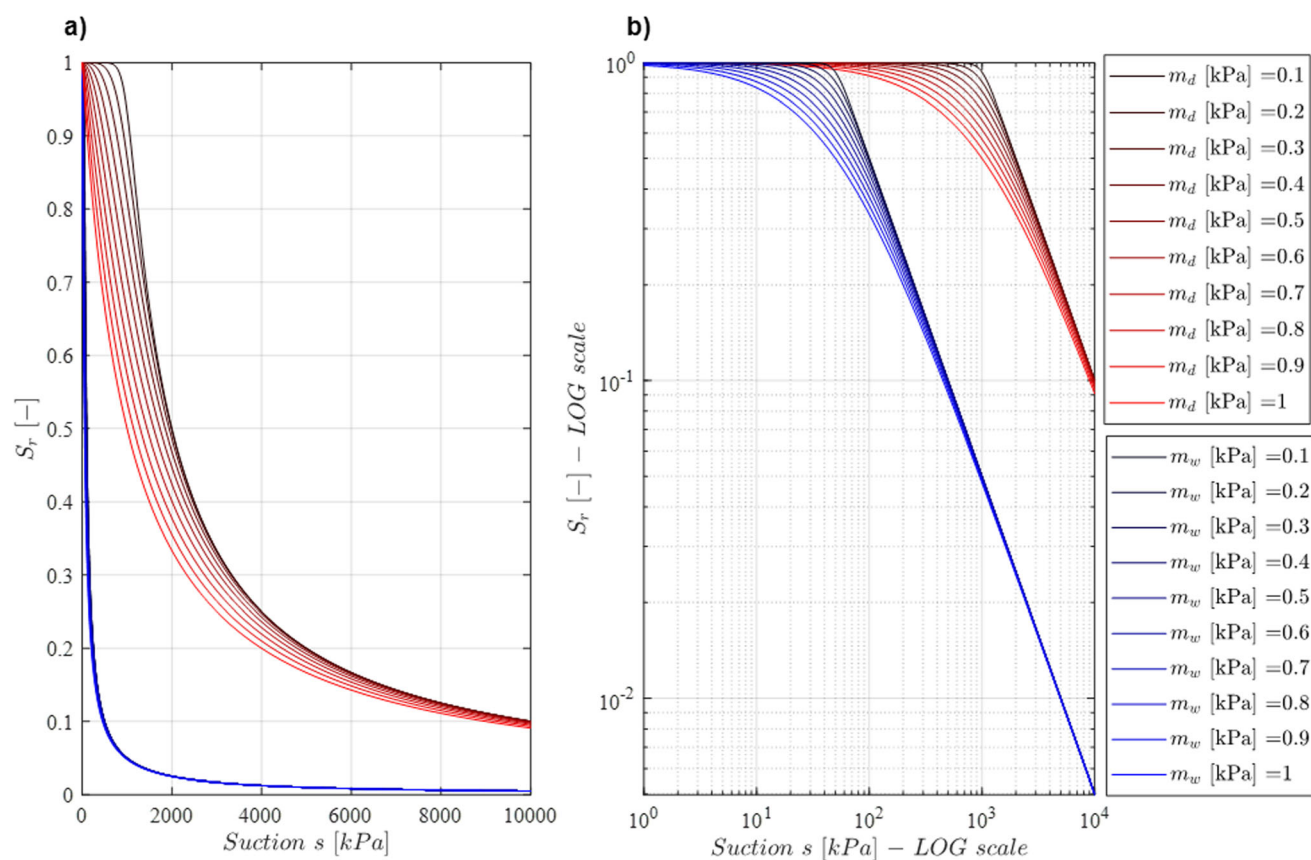 a)
1
0.9
0.8
0.7
0.6
0.5
0.4
0.3
0.2
0.1
0
S_r [−]
0 2000 4000 6000 8000 10000
Suction s [kPa]
b)
10^0
10^-1
10^-2
S_r [−] − LOG scale
10^0 10^1 10^2 10^3 10^4
Suction s [kPa] − LOG scale
m_d [kPa] =0.1
m_d [kPa] =0.2
m_d [kPa] =0.3
m_d [kPa] =0.4
m_d [kPa] =0.5
m_d [kPa] =0.6
m_d [kPa] =0.7
m_d [kPa] =0.8
m_d [kPa] =0.9
m_d [kPa] =1
m_w [kPa] =0.1
m_w [kPa] =0.2
m_w [kPa] =0.3
m_w [kPa] =0.4
m_w [kPa] =0.5
m_w [kPa] =0.6
m_w [kPa] =0.7
m_w [kPa] =0.8
m_w [kPa] =0.9
m_w [kPa] =1